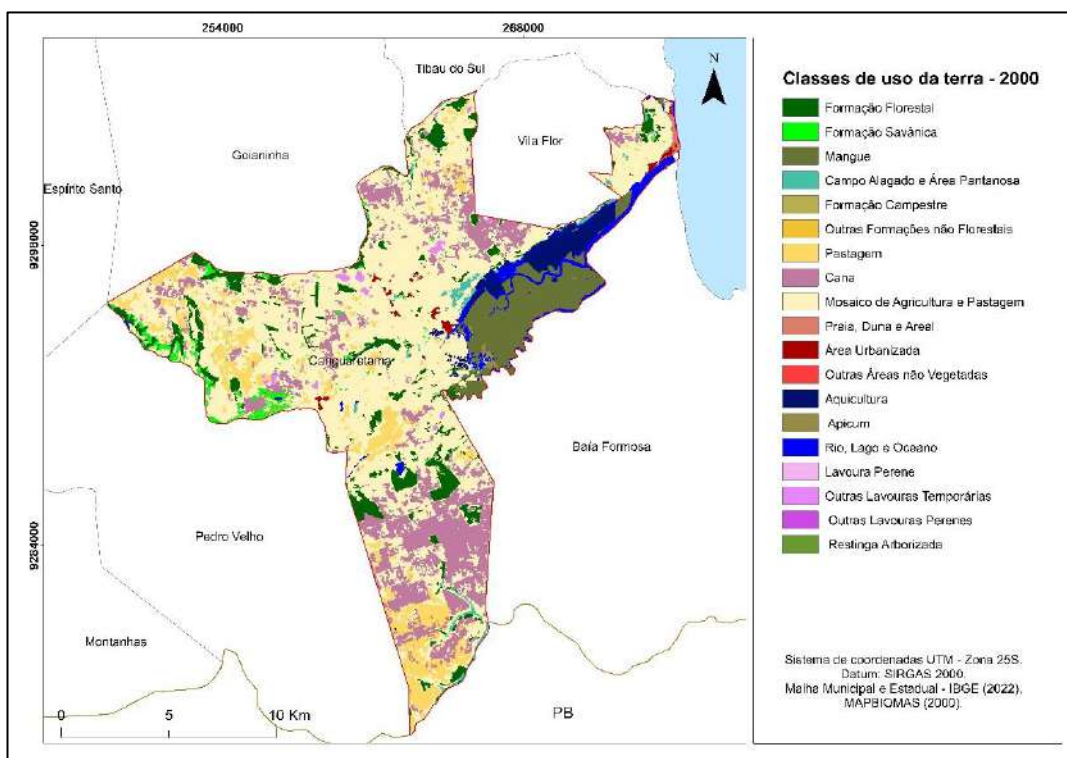 254000
268000
Tibau do Sul
N
Vila Flor
Goianinha
Espírito Santo
9298000
Canguaretama
Baía Formosa
9284000
Pedro Velho
Montanhas
0 5 10 Km
PB
Classes de uso da terra - 2000
Formação Florestal
Formação Savânica
Mangue
Campo Alagado e Área Pantanosa
Formação Campestre
Outras Formações não Florestais
Pastagem
Cana
Mosaico de Agricultura e Pastagem
Praia, Duna e Areal
Área Urbanizada
Outras Áreas não Vegetadas
Aquicultura
Apicum
Rio, Lago e Oceano
Lavoura Perene
Outras Lavouras Temporárias
Outras Lavouras Perenes
Restinga Arborizada
Sistema de coordenadas UTM - Zona 25S.
Datum: SIRGAS 2000.
Malha Municipal e Estadual - IBGE (2022),
MAPBIOMAS (2000).